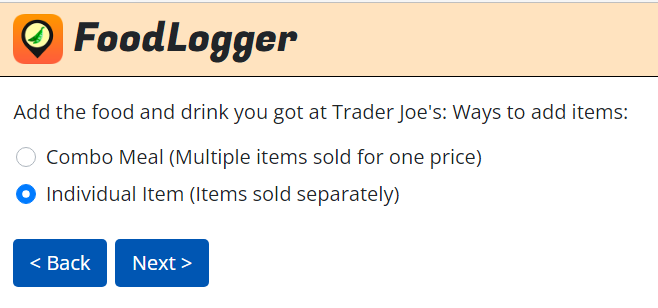 FoodLogger
Add the food and drink you got at Trader Joe's: Ways to add items:
Combo Meal (Multiple items sold for one price)
Individual Item (Items sold separately)
< Back Next >